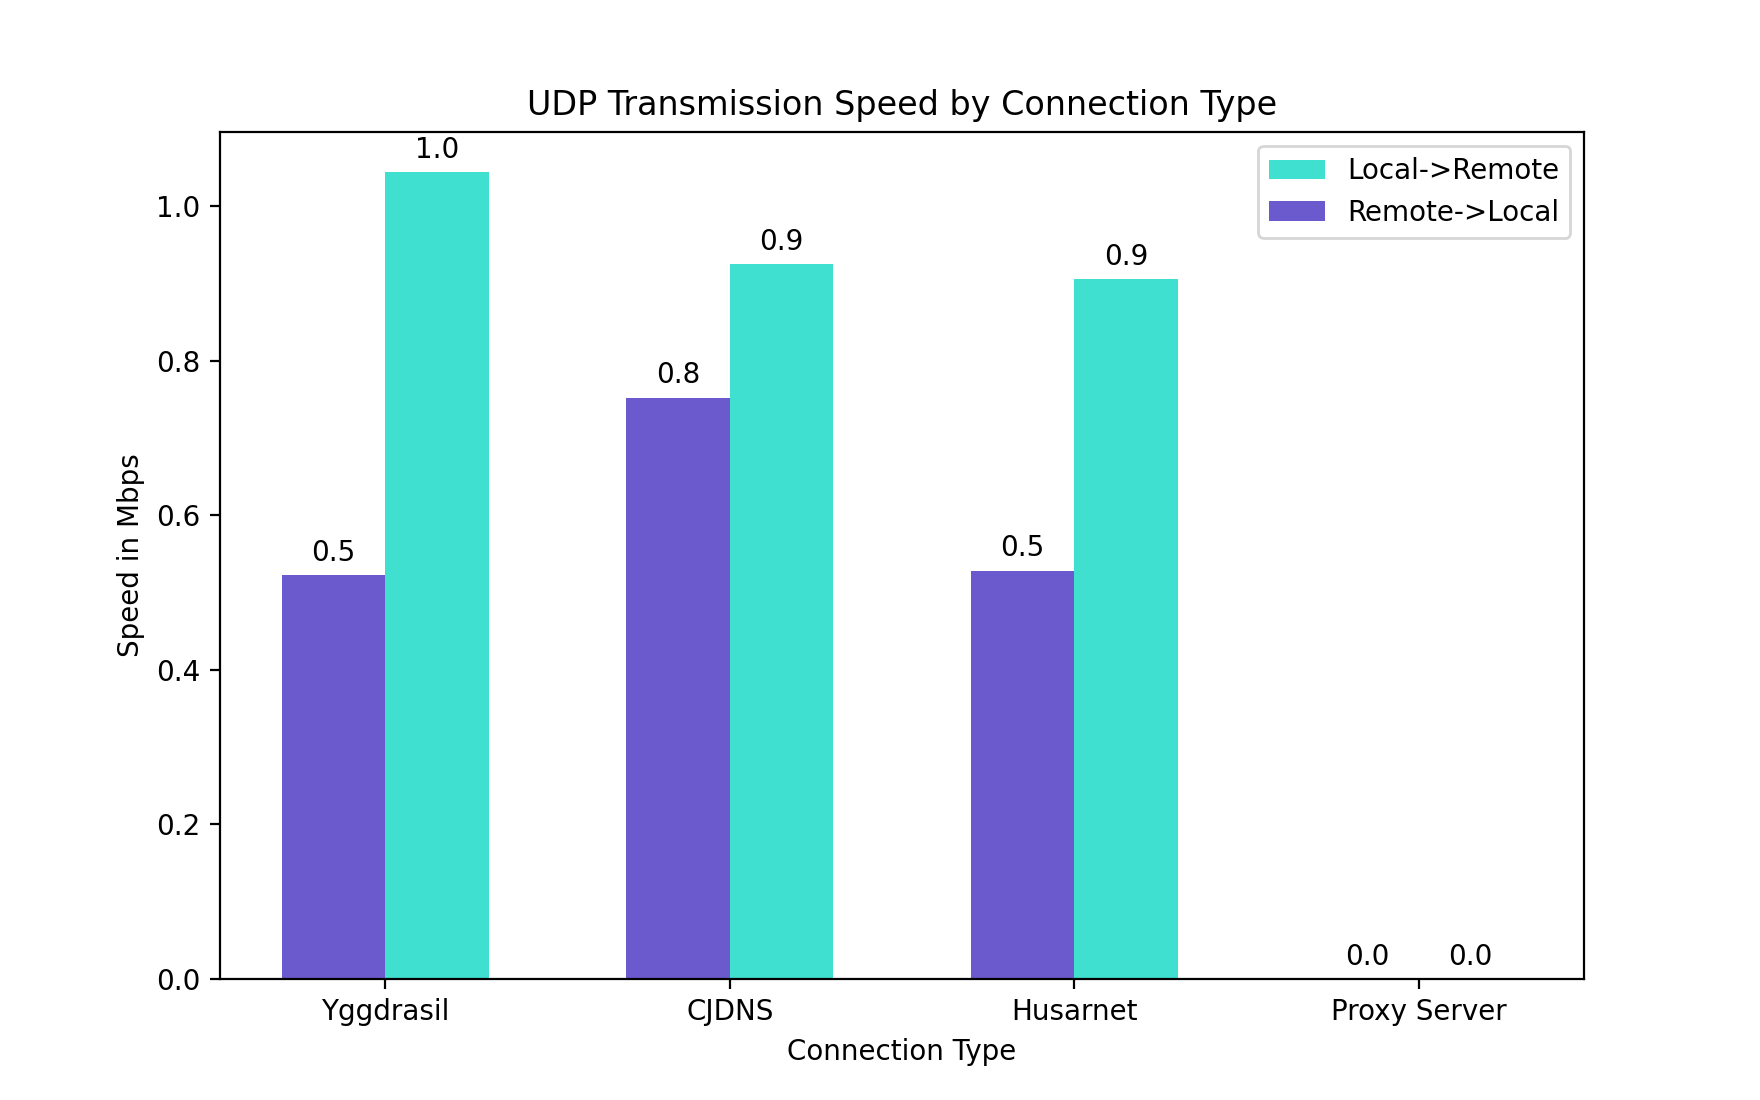 UDP Transmission Speed by Connection Type
Local->Remote
Remote->Local
1.0
0.9
0.9
0.8
0.5
0.5
0.0 0.0
Speed in Mbps
1.0
0.8
0.6
0.4
0.2
0.0
Yggdrasil CJDNS Husarnet Proxy Server
Connection Type